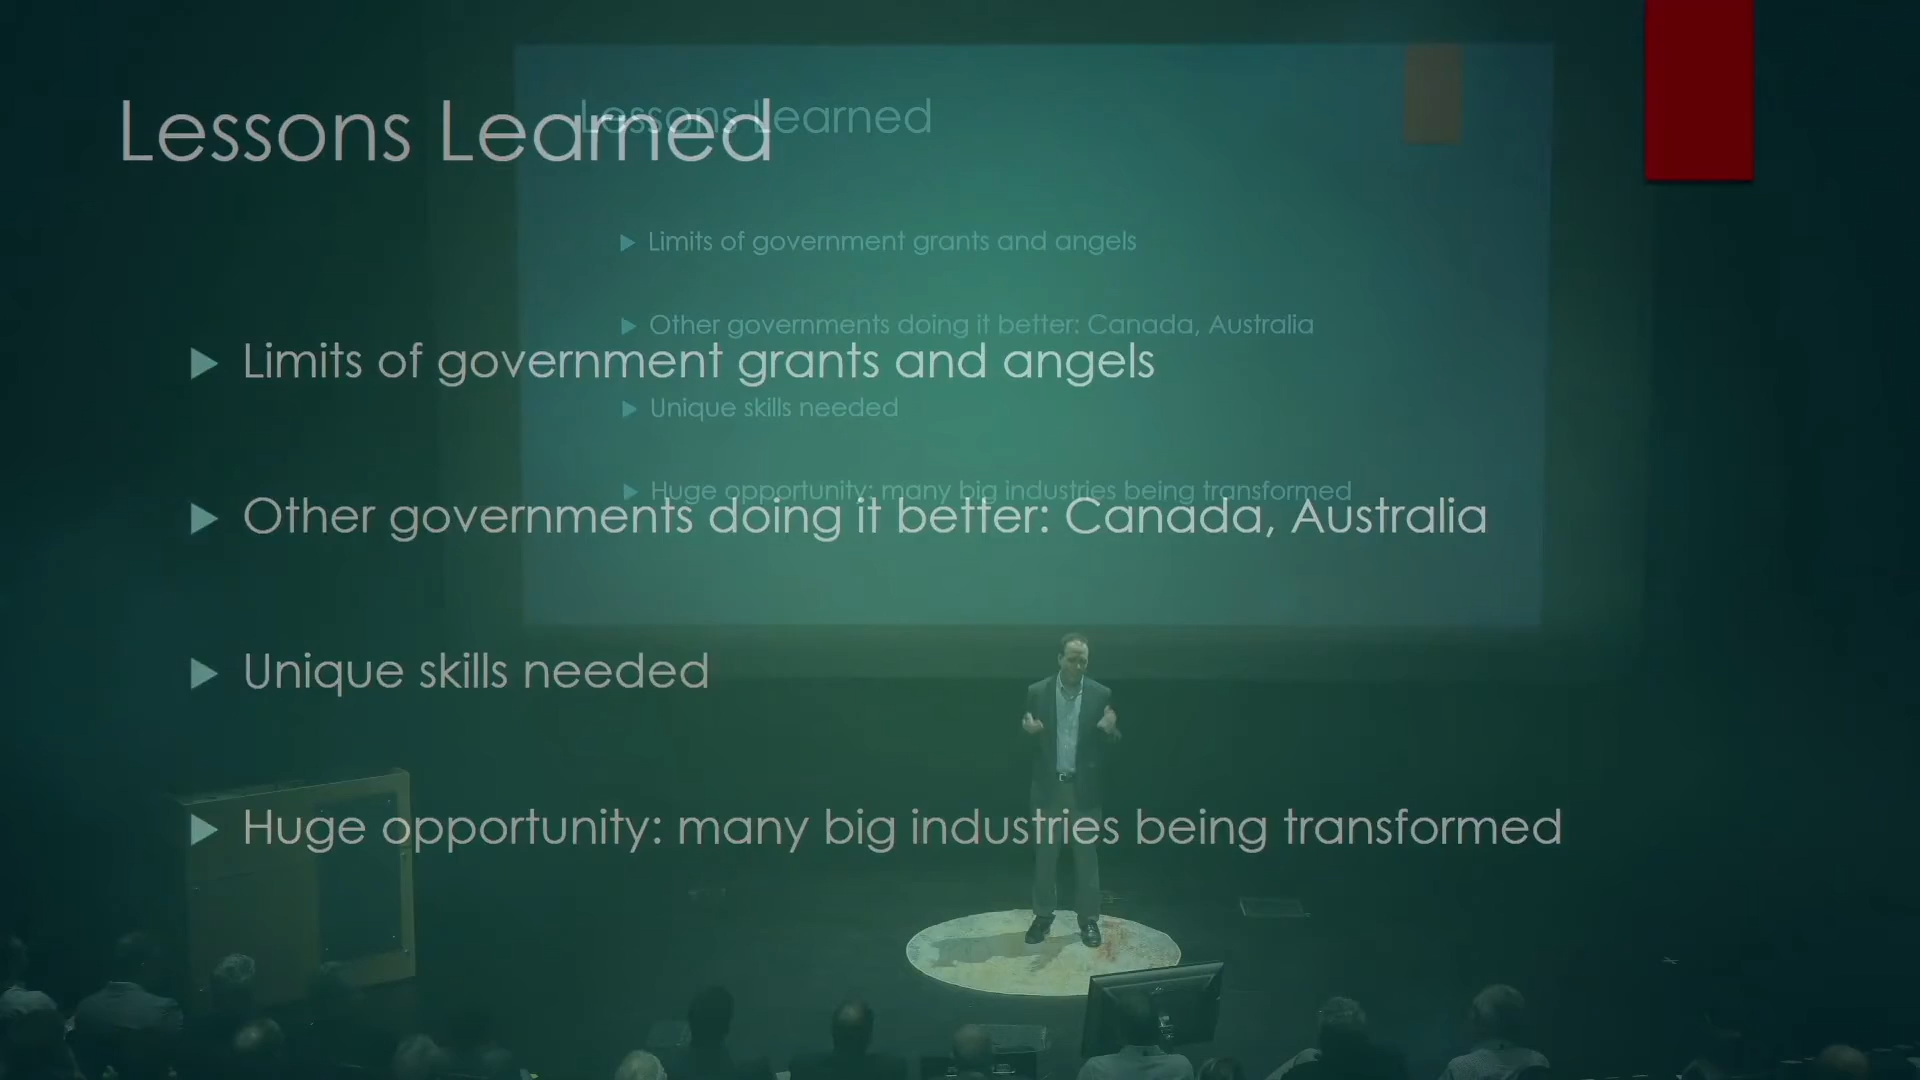 Lessons Learned
Limits of government grants and angels
Other governments doing it better: Canada, Australia
Unique skills needed
Huge opportunity: many big industries being transformed
Lessons Learned
Limits of government grants and angels
Other governments doing it better: Canada, Australia
Unique skills needed
Huge opportunity: many big industries being transformed